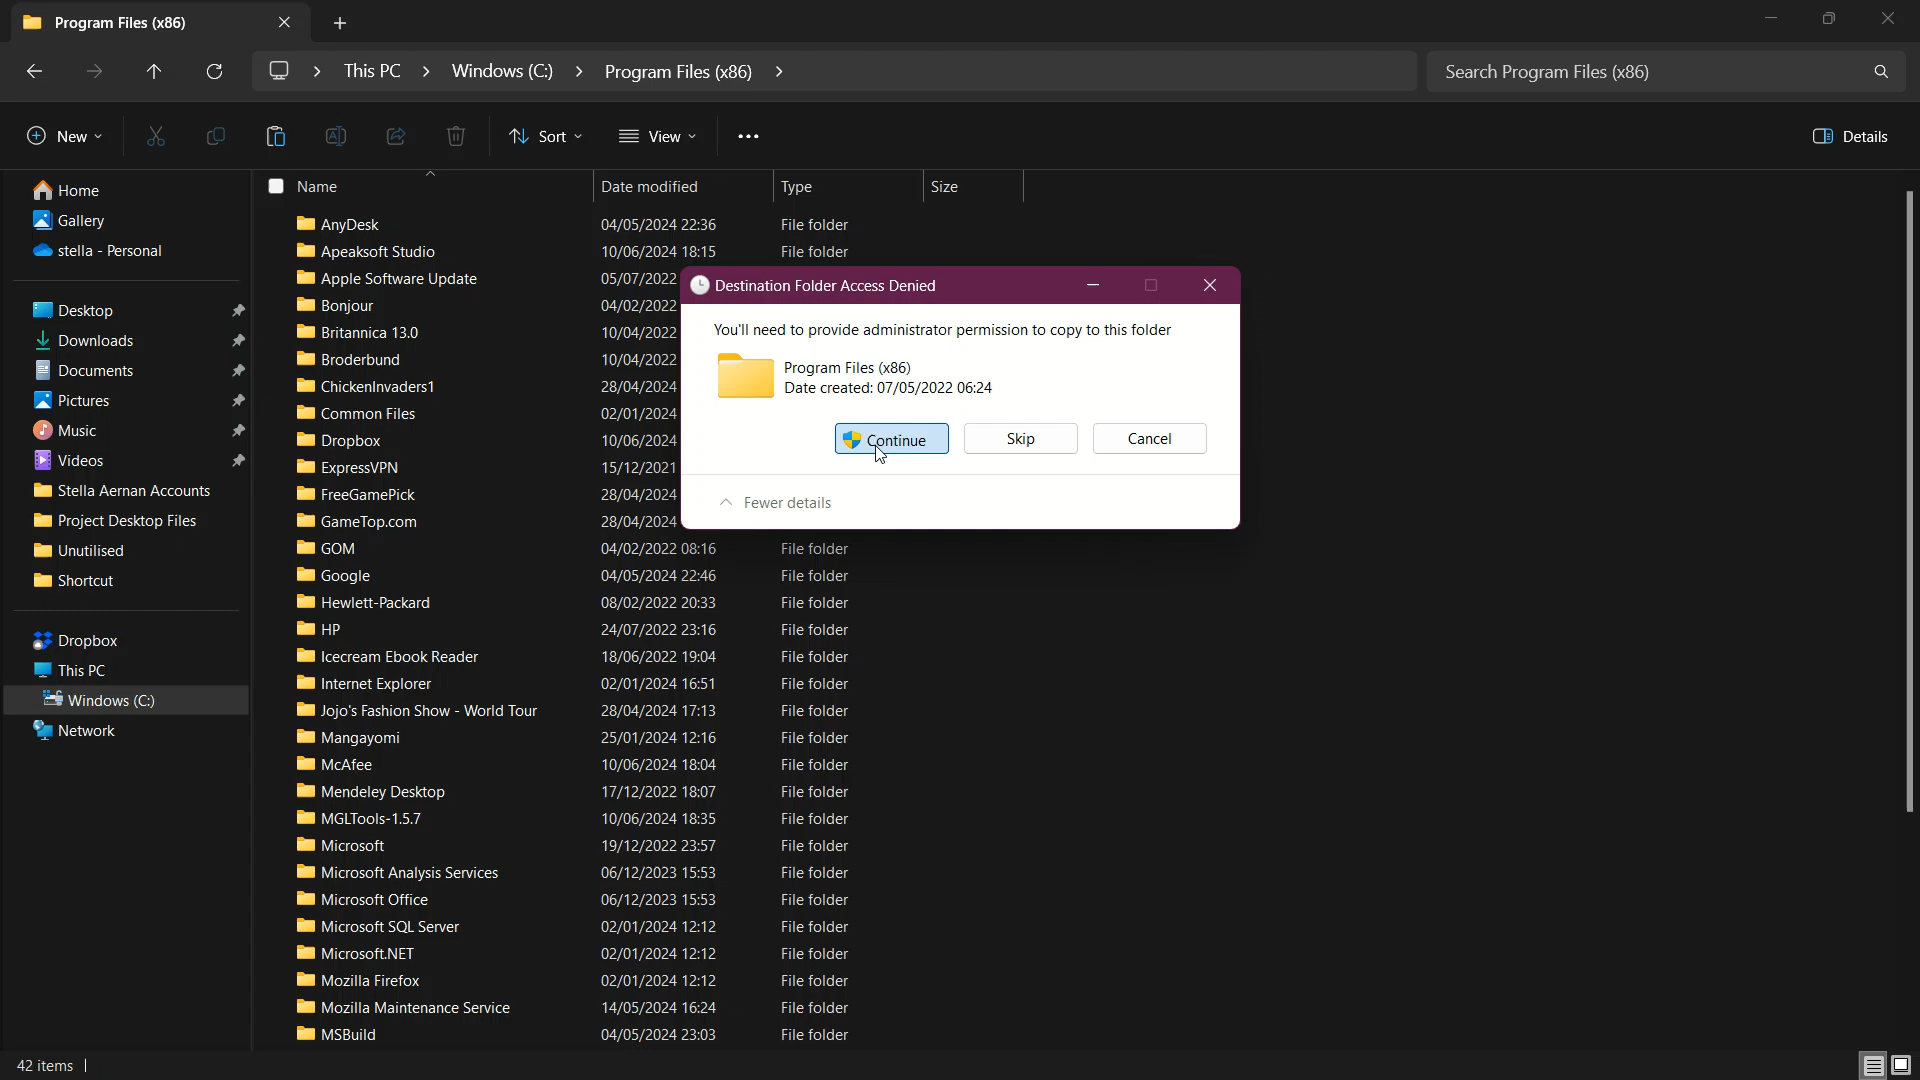 Program Files (x86)
This PC > Windows (C:) > Program Files (x86) >
Search Program Files (x86)
New
Sort
View
Details
Home
Gallery
stella - Personal
Desktop
Downloads
Documents
Pictures
Music
Videos
Stella Aernan Accounts
Project Desktop Files
Unutilised
Shortcut
Dropbox
This PC
Windows (C:)
Network
Name Date modified Type Size
AnyDesk 04/05/2024 22:36 File folder
Apeaksoft Studio 10/06/2024 18:15 File folder
Apple Software Update 05/07/2022
Bonjour 04/02/2022
Britannica 13.0 10/04/2022
Broderbund 10/04/2022
ChickenInvaders1 28/04/2024
Common Files 02/01/2024
Dropbox 10/06/2024
ExpressVPN 15/12/2021
FreeGamePick 28/04/2024
GameTop.com 28/04/2024
GOM 04/02/2022 08:16 File folder
Google 04/05/2024 22:46 File folder
Hewlett-Packard 08/02/2022 20:33 File folder
HP 24/07/2022 23:16 File folder
Icecream Ebook Reader 18/06/2022 19:04 File folder
Internet Explorer 02/01/2024 16:51 File folder
Jojo's Fashion Show - World Tour 28/04/2024 17:13 File folder
Mangayomi 25/01/2024 12:16 File folder
McAfee 10/06/2024 18:04 File folder
Mendeley Desktop 17/12/2022 18:07 File folder
MGLTools-1.5.7 10/06/2024 18:35 File folder
Microsoft 19/12/2022 23:57 File folder
Microsoft Analysis Services 06/12/2023 15:53 File folder
Microsoft Office 06/12/2023 15:53 File folder
Microsoft SQL Server 02/01/2024 12:12 File folder
Microsoft.NET 02/01/2024 12:12 File folder
Mozilla Firefox 02/01/2024 12:12 File folder
Mozilla Maintenance Service 14/05/2024 16:24 File folder
MSBuild 04/05/2024 23:03 File folder
Destination Folder Access Denied
You'll need to provide administrator permission to copy to this folder
Program Files (x86)
Date created: 07/05/2022 06:24
Continue
Skip
Cancel
Fewer details
42 items